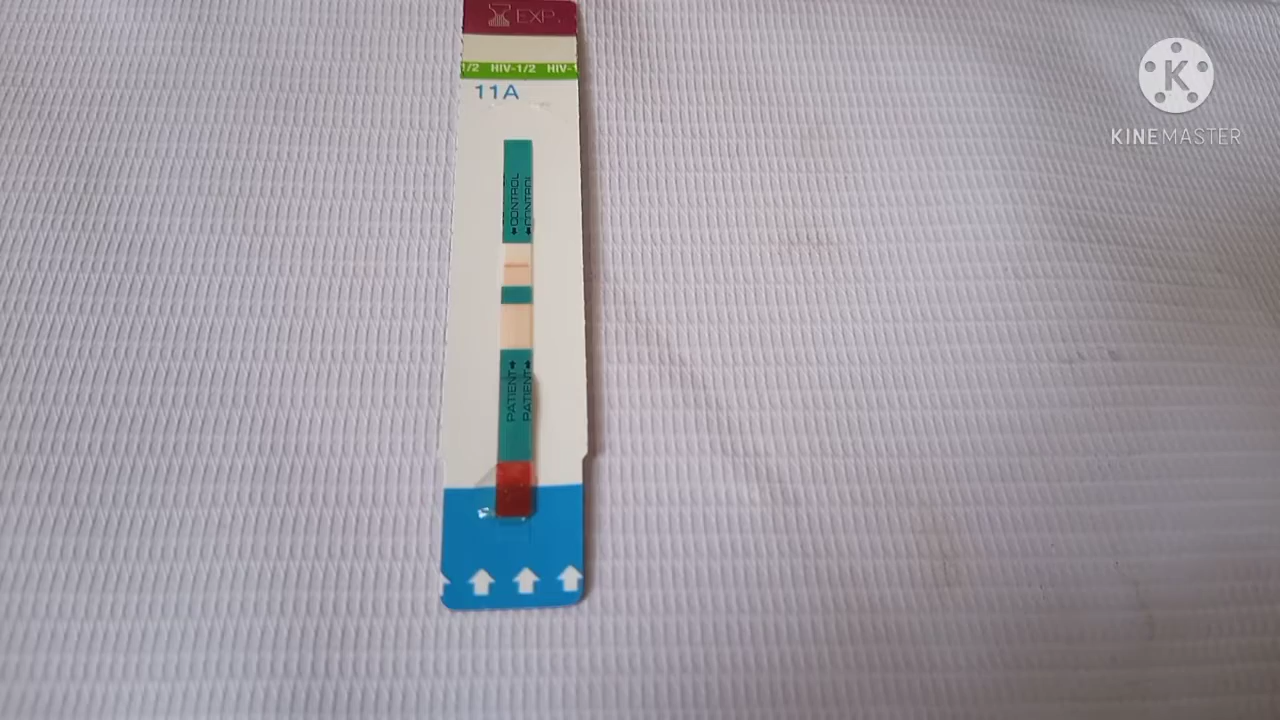 EXP.
1/2 HIV-1/2 HIV-1
11A
CONTROL
CONTROL
PATIENT
PATIENT
KINEMASTER
K